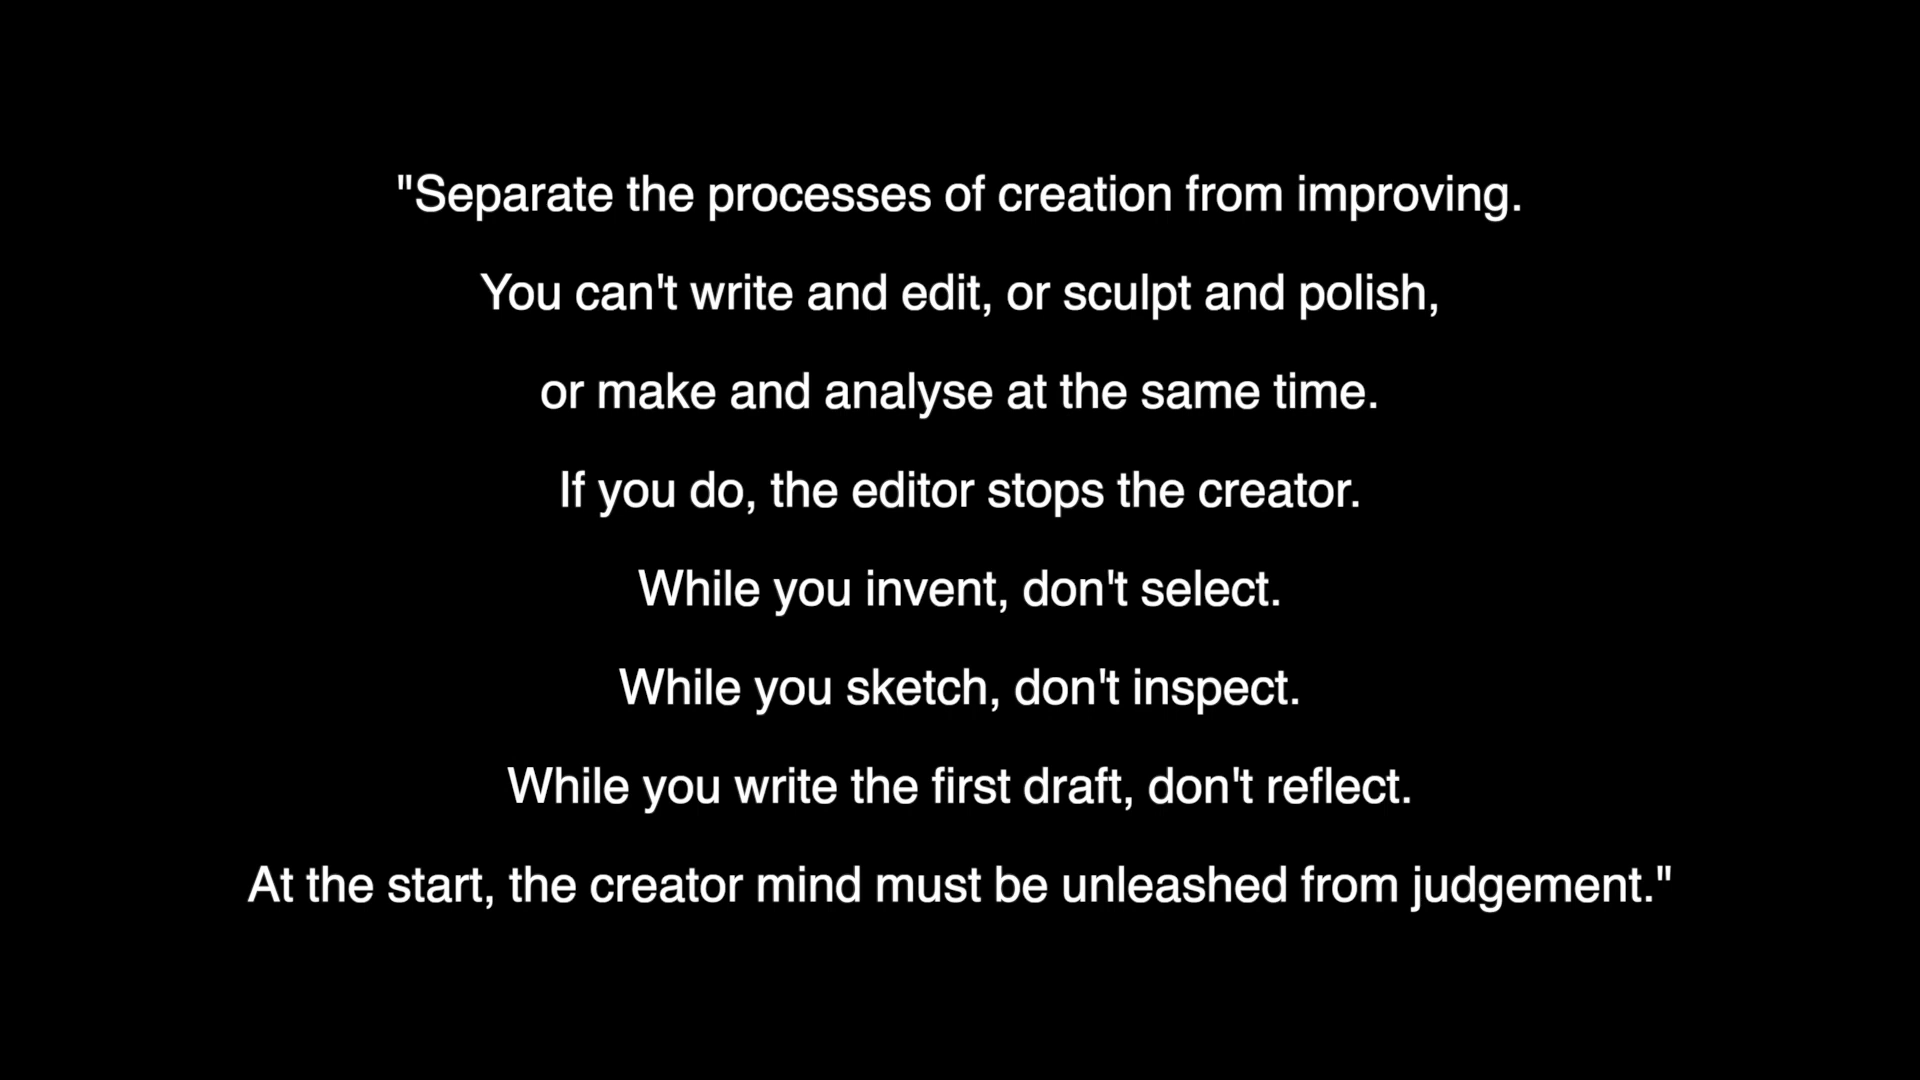 "Separate the processes of creation from improving.
You can't write and edit, or sculpt and polish,
or make and analyse at the same time.
If you do, the editor stops the creator.
While you invent, don't select.
While you sketch, don't inspect.
While you write the first draft, don't reflect.
At the start, the creator mind must be unleashed from judgement."